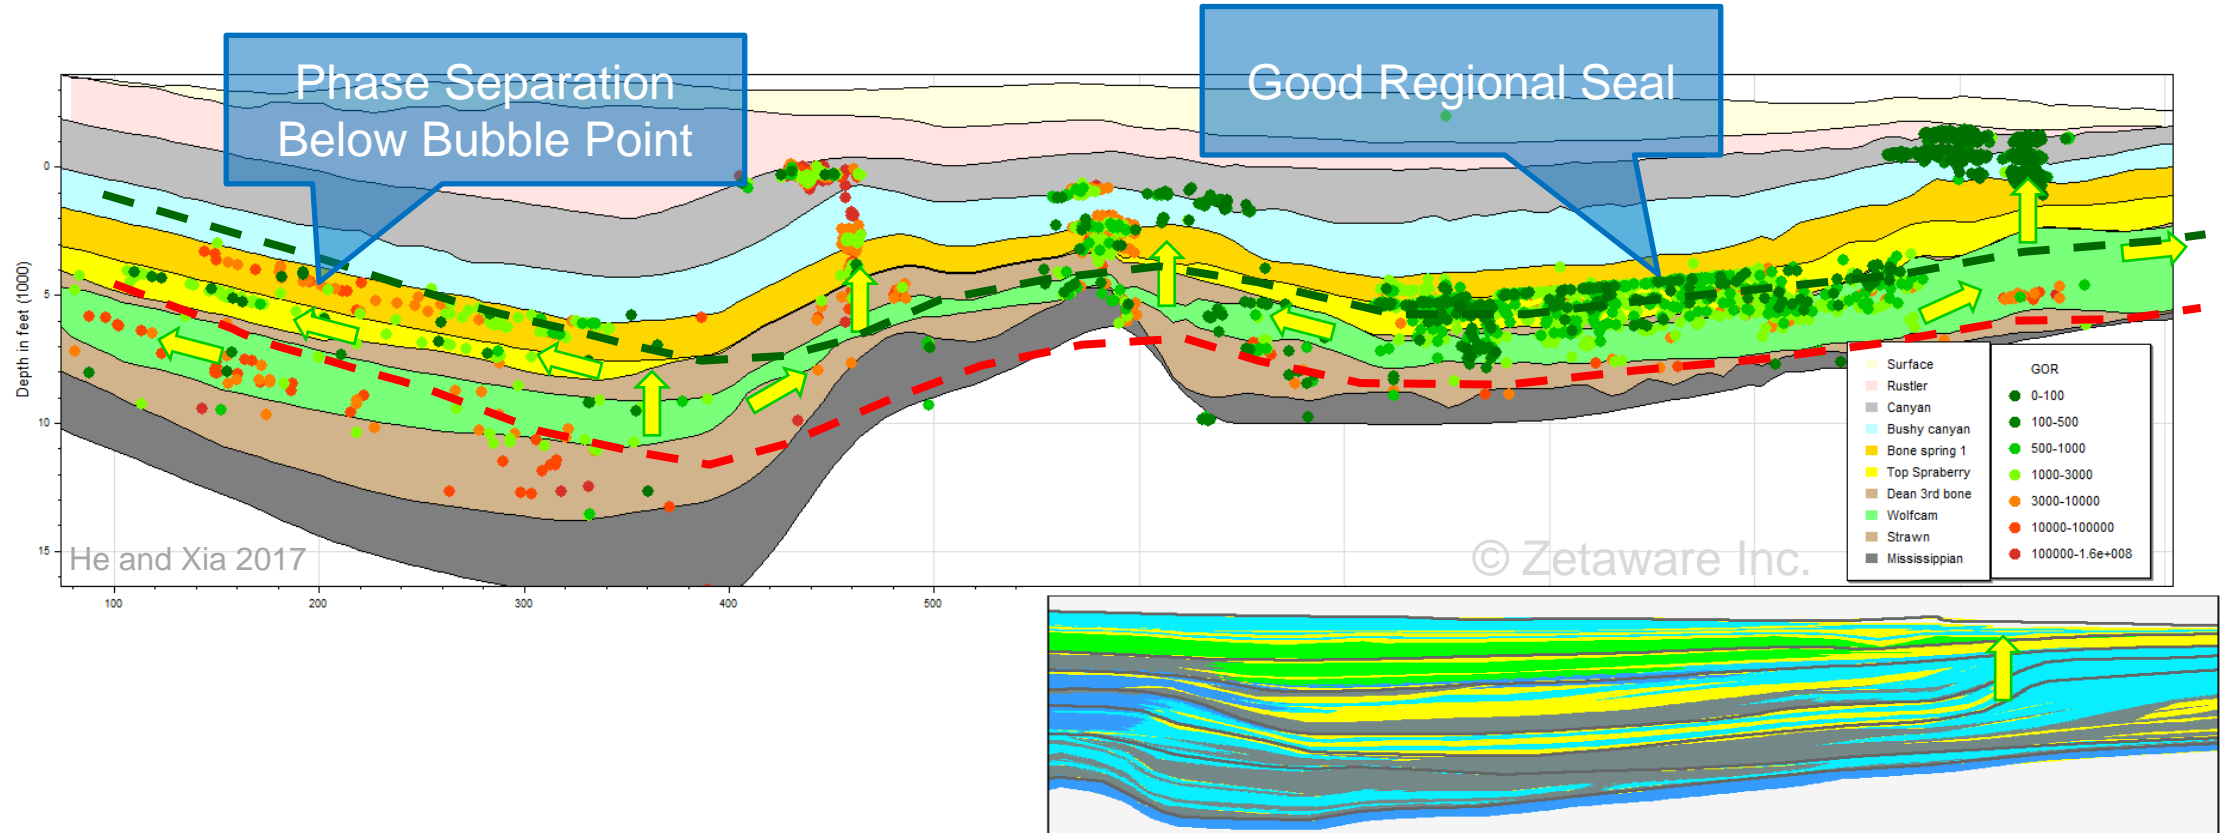 Phase Separation
Below Bubble Point
Good Regional Seal
Depth in feet (1000)
0
5
10
15
100
200
300
400
500
He and Xia 2017
© Zetaware Inc.
Surface
Rustler
Canyan
Bushy canyan
Bone spring 1
Top Spraberry
Dean 3rd bone
Wolfcam
Strawn
Mississippian
GOR
0-100
100-500
500-1000
1000-3000
3000-10000
10000-100000
100000-1.6e+008